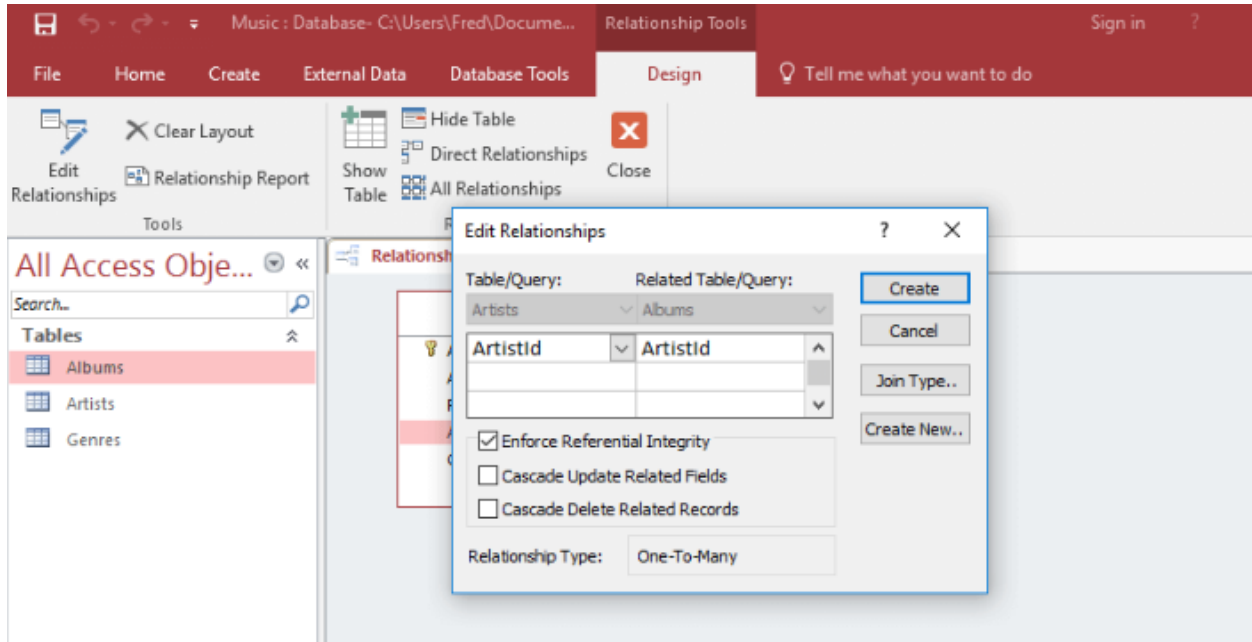 Music : Database- C:\Users\Fred\Docume... Relationship Tools Sign in ?
File Home Create External Data Database Tools Design Tell me what you want to do
Edit Relationships
Clear Layout
Relationship Report
Tools
Show Table
Hide Table
Direct Relationships
All Relationships
Close
R
All Access Obje... «
Search...
Tables
Albums
Artists
Genres
Relationsh
Edit Relationships ? ×
Table/Query: Related Table/Query:
Artists Albums
ArtistId ArtistId
Enforce Referential Integrity
Cascade Update Related Fields
Cascade Delete Related Records
Relationship Type: One-To-Many
Create
Cancel
Join Type..
Create New..